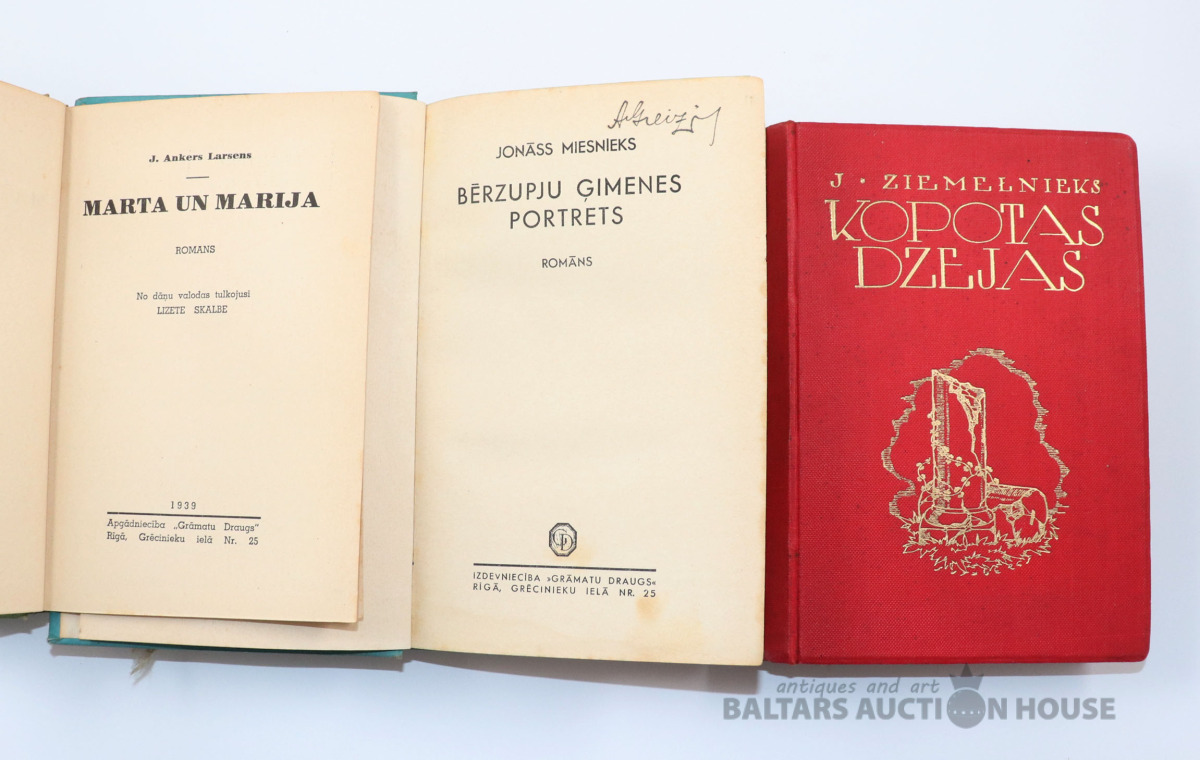 J. Ankers Larsens
MARTA UN MARIJA
ROMANS
No dāņu valodas tulkojusi
LIZETE SKALBE
1939
Apgādniecība „Grāmatu Draugs"
Rīgā, Grēcinieku ielā Nr. 25
JONĀSS MIESNIEKS
BĒRZUPJU ĢIMENES
PORTRETS
ROMĀNS
GD
IZDEVNIECĪBA »GRĀMATU DRAUGS«
RĪGĀ, GRĒCINIEKU IELĀ NR. 25
J · ZIEMEĻNIEKS
KOPOTAS
DZEJAS
antiques and art
BALTARS AUCTION HOUSE